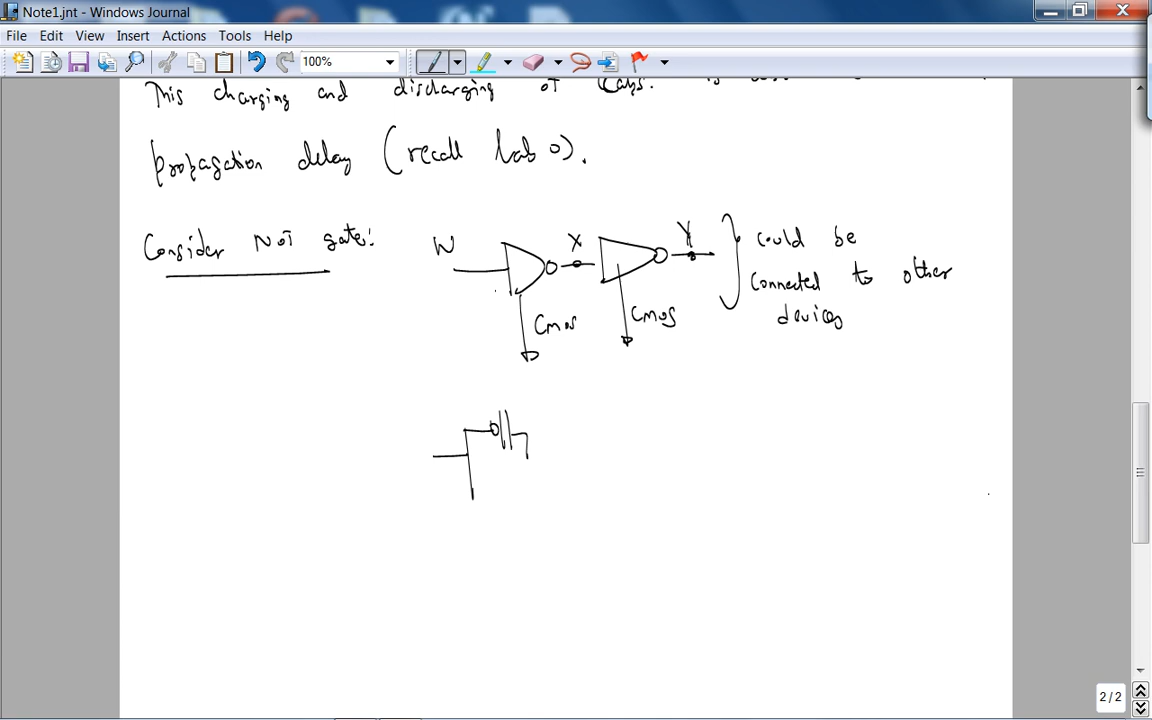 Note1.jnt - Windows Journal
File Edit View Insert Actions Tools Help
100%
This charging and discharging of caps. is
propagation delay (recall Lab 0).
Consider NOT gate:
W
X
Y
could be
connected to other
devices
Cmos
Cmos
2/2